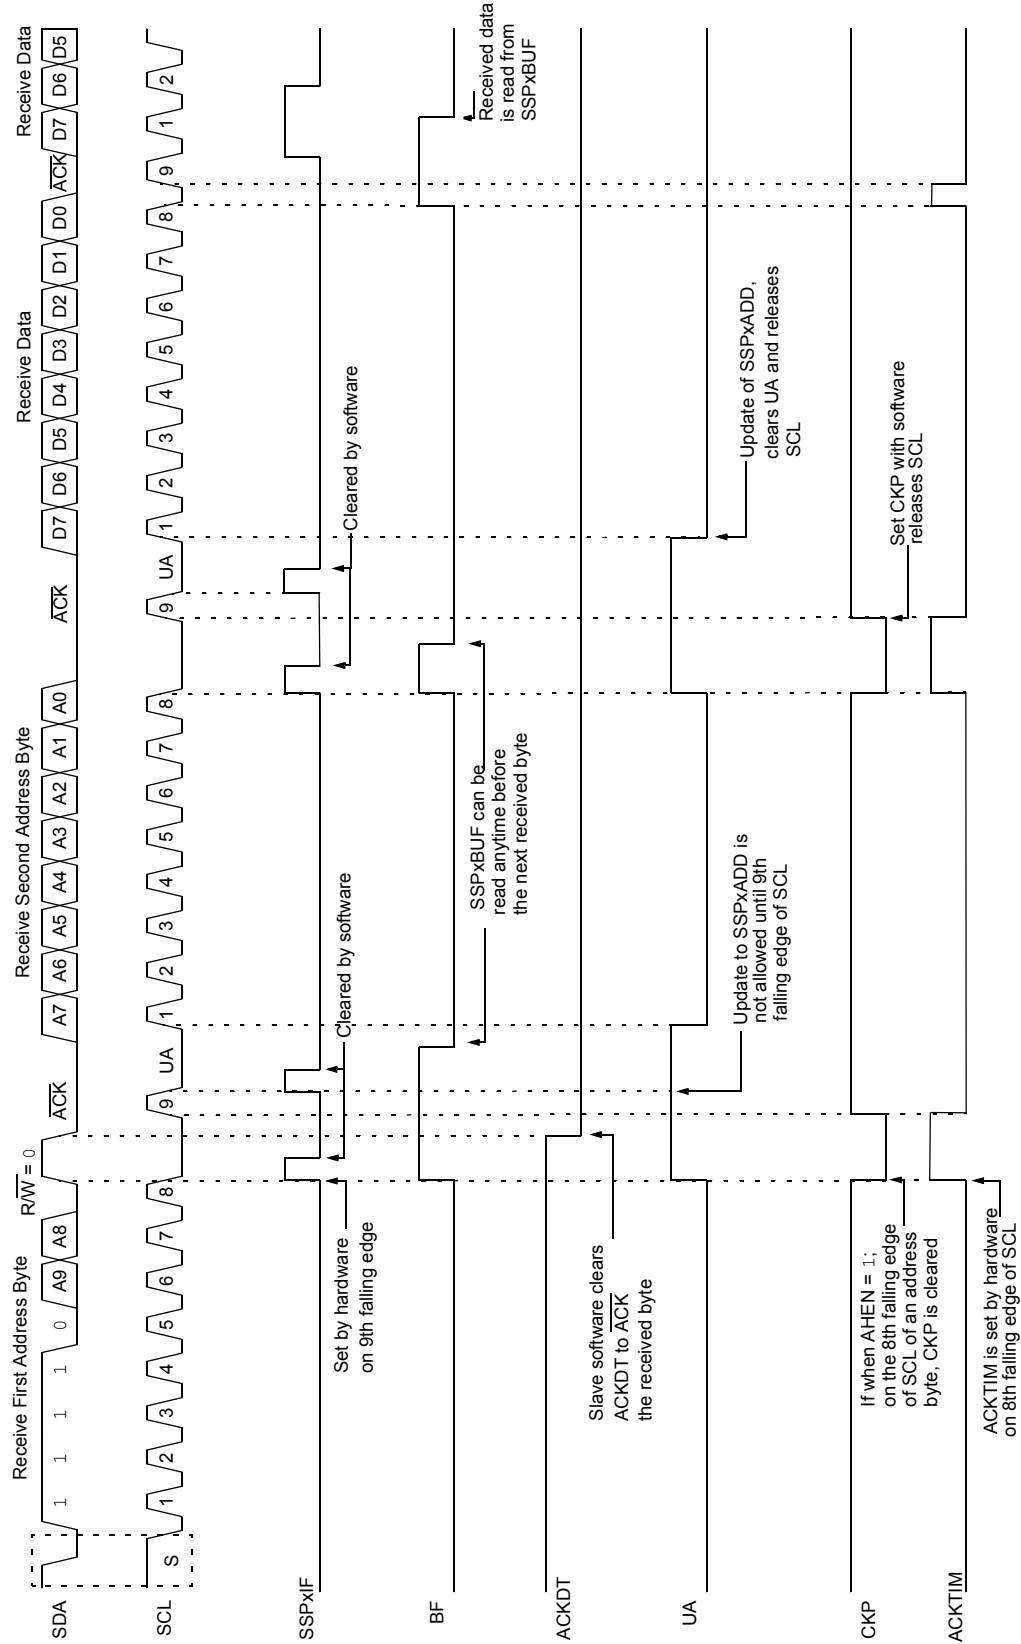 Receive First Address Byte
R/W = 0
Receive Second Address Byte
Receive Data
Receive Data
SDA
1 1 1 1 0 A9 A8
ACK
A7 A6 A5 A4 A3 A2 A1 A0
ACK
D7 D6 D5 D4 D3 D2 D1 D0
ACK
D7 D6 D5
SCL
S 1 2 3 4 5 6 7 8 9 UA 1 2 3 4 5 6 7 8 9 UA 1 2 3 4 5 6 7 8 9 1 2
SSPxIF
Set by hardware
on 9th falling edge
Cleared by software
Cleared by software
BF
SSPxBUF can be
read anytime before
the next received byte
Received data
is read from
SSPxBUF
ACKDT
Slave software clears
ACKDT to ACK
the received byte
UA
Update to SSPxADD is
not allowed until 9th
falling edge of SCL
Update of SSPxADD,
clears UA and releases
SCL
CKP
If when AHEN = 1;
on the 8th falling edge
of SCL of an address
byte, CKP is cleared
Set CKP with software
releases SCL
ACKTIM
ACKTIM is set by hardware
on 8th falling edge of SCL